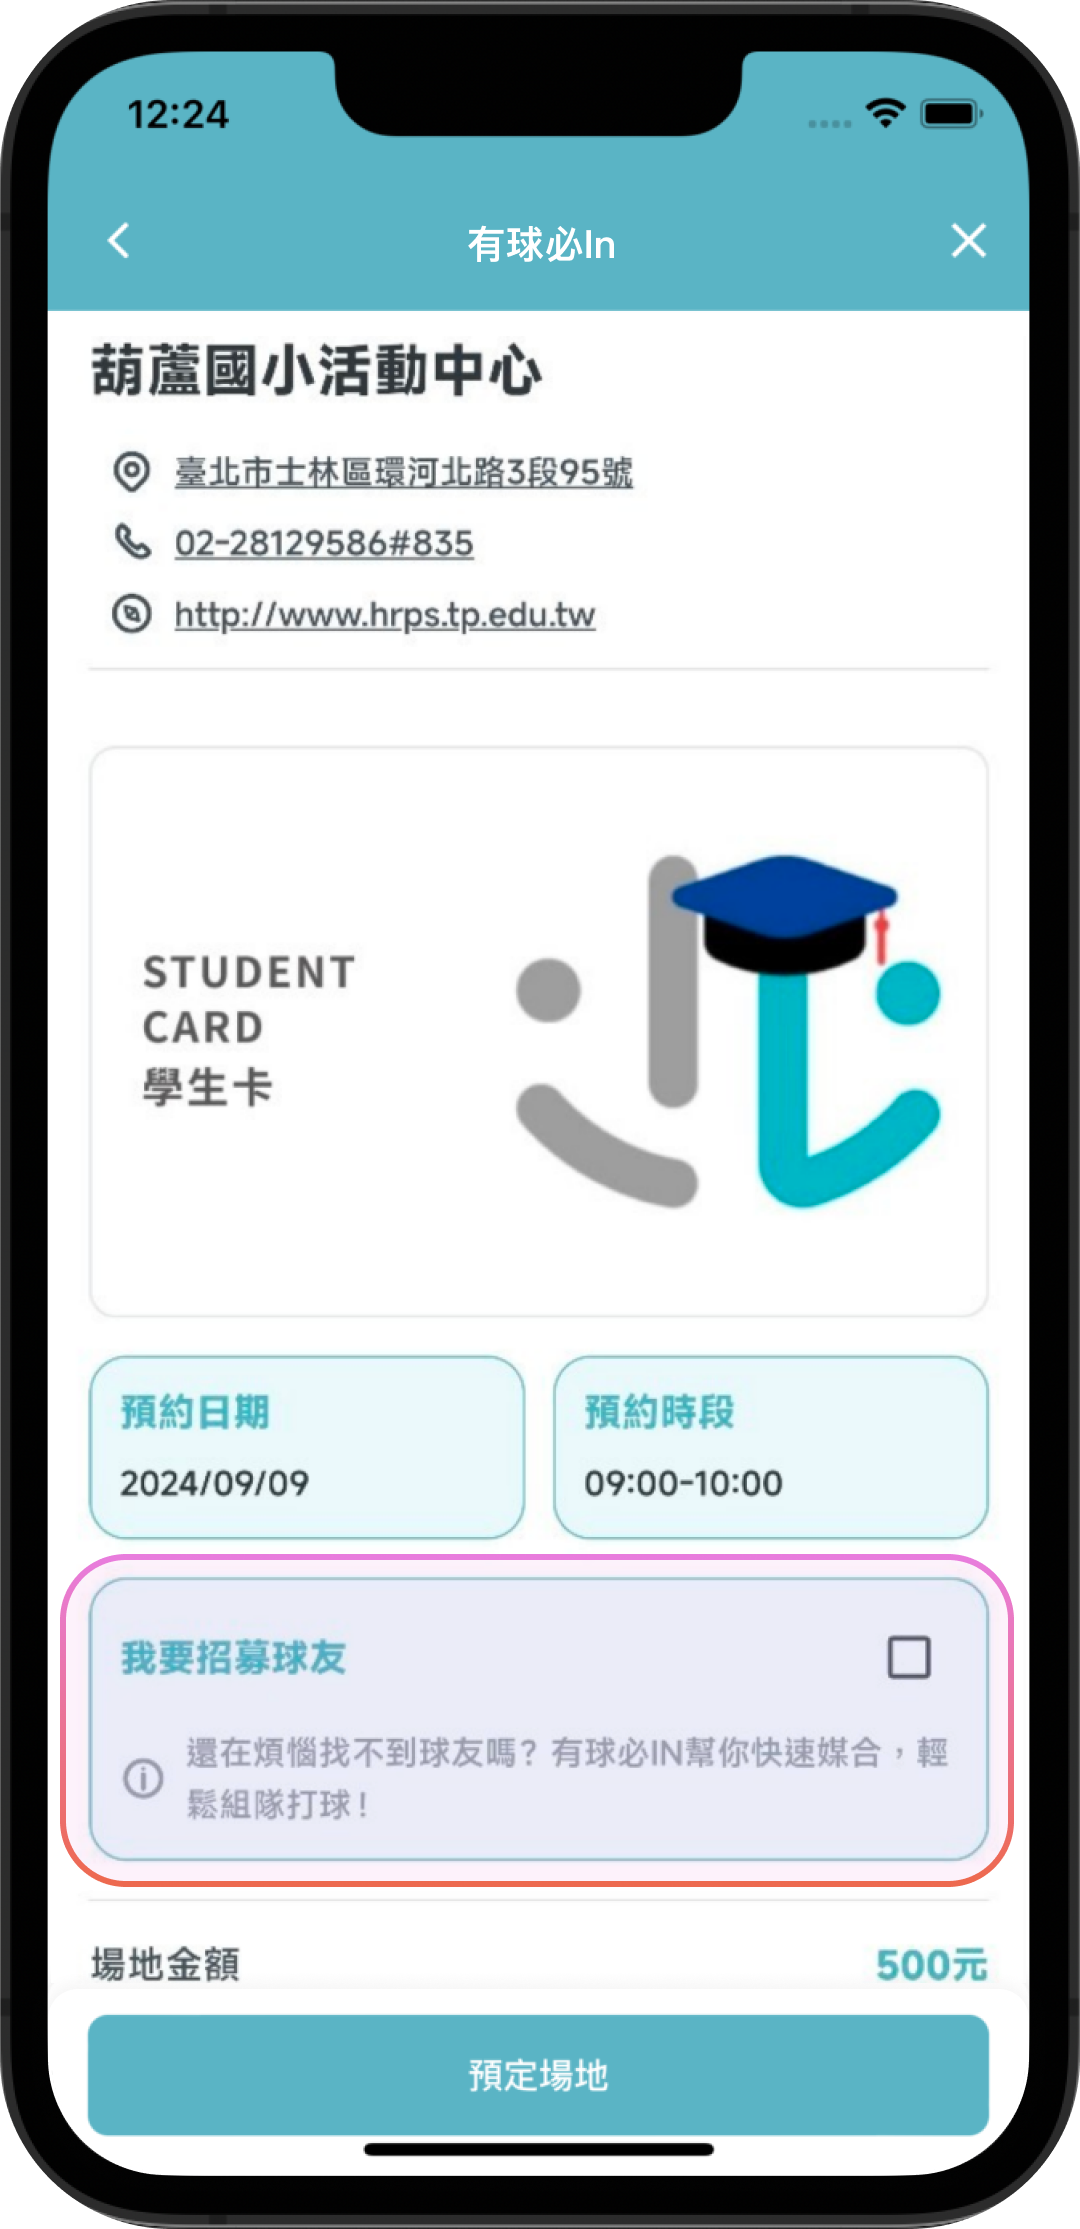 12:24
有球必In
葫蘆國小活動中心
臺北市士林區環河北路3段95號
02-28129586#835
http://www.hrps.tp.edu.tw
STUDENT
CARD
學生卡
預約日期
2024/09/09
預約時段
09:00-10:00
我要招募球友
還在煩惱找不到球友嗎？有球必IN幫你快速媒合，輕
鬆組隊打球！
場地金額
500元
預定場地